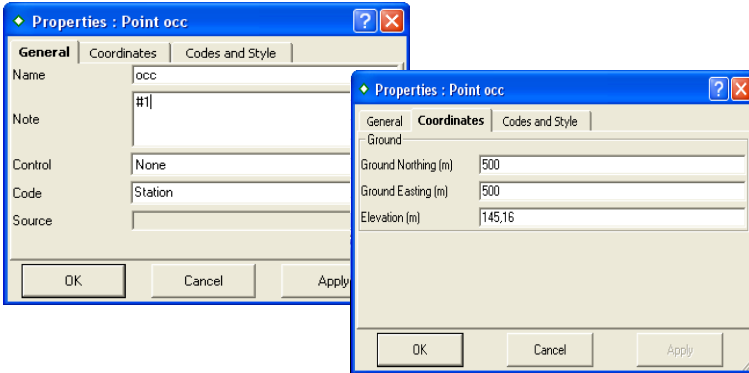 Properties : Point occ
General Coordinates Codes and Style
Name occ
Note #1
Control None
Code Station
Source
OK Cancel Apply
Properties : Point occ
General Coordinates Codes and Style
Ground
Ground Northing (m) 500
Ground Easting (m) 500
Elevation (m) 145,16
OK Cancel Apply